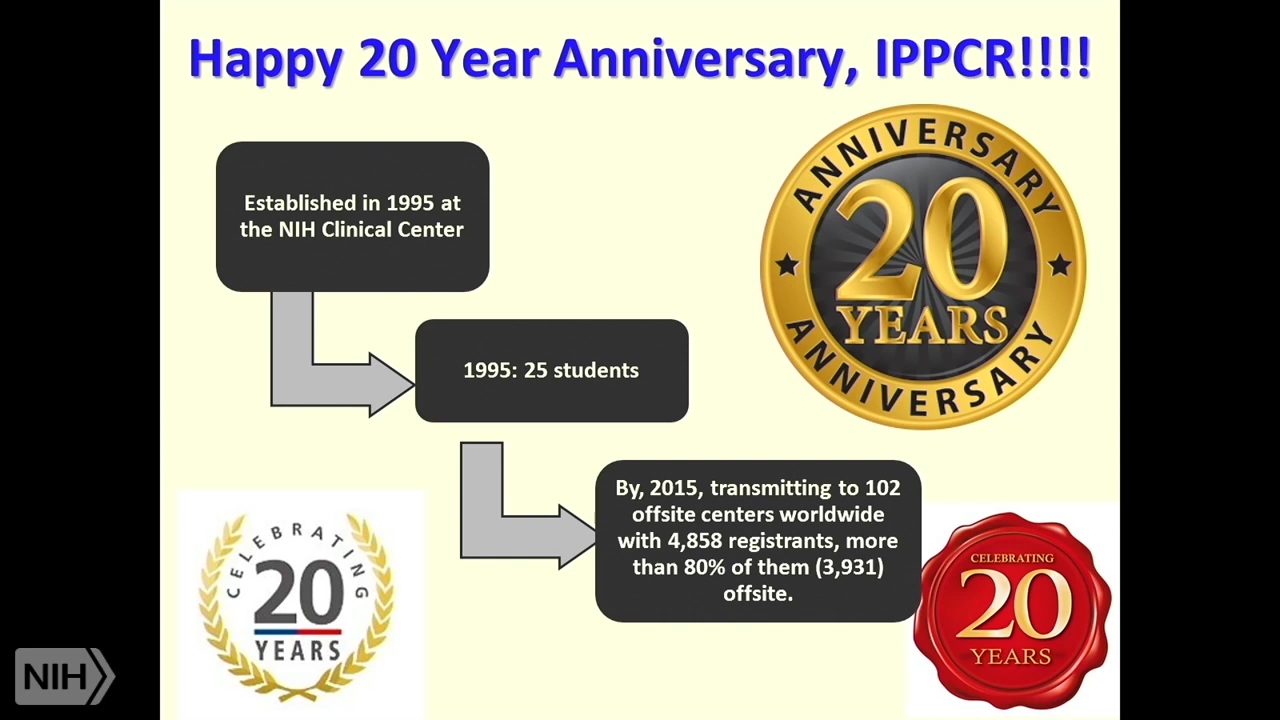 Happy 20 Year Anniversary, IPPCR!!!!
Established in 1995 at
the NIH Clinical Center
1995: 25 students
By, 2015, transmitting to 102
offsite centers worldwide
with 4,858 registrants, more
than 80% of them (3,931)
offsite.
ANNIVERSARY
20
YEARS
ANNIVERSARY
CELEBRATING
20
YEARS
CELEBRATING
20
YEARS
NIH